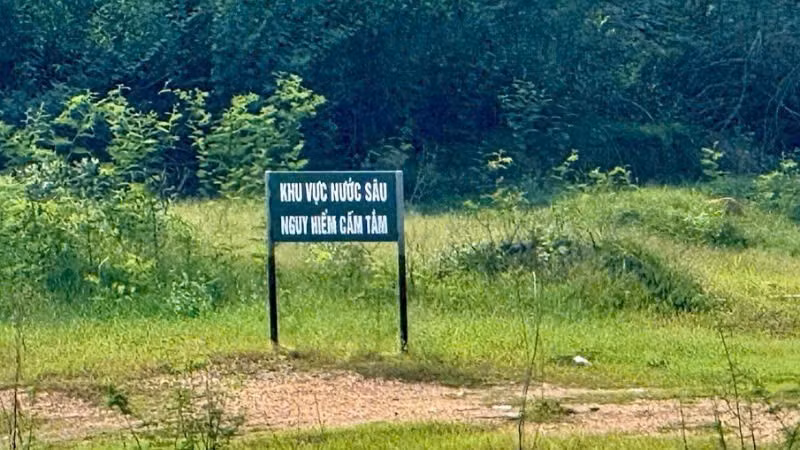 KHU VỰC NƯỚC SÂU
NGUY HIỂM CẤM TẮM